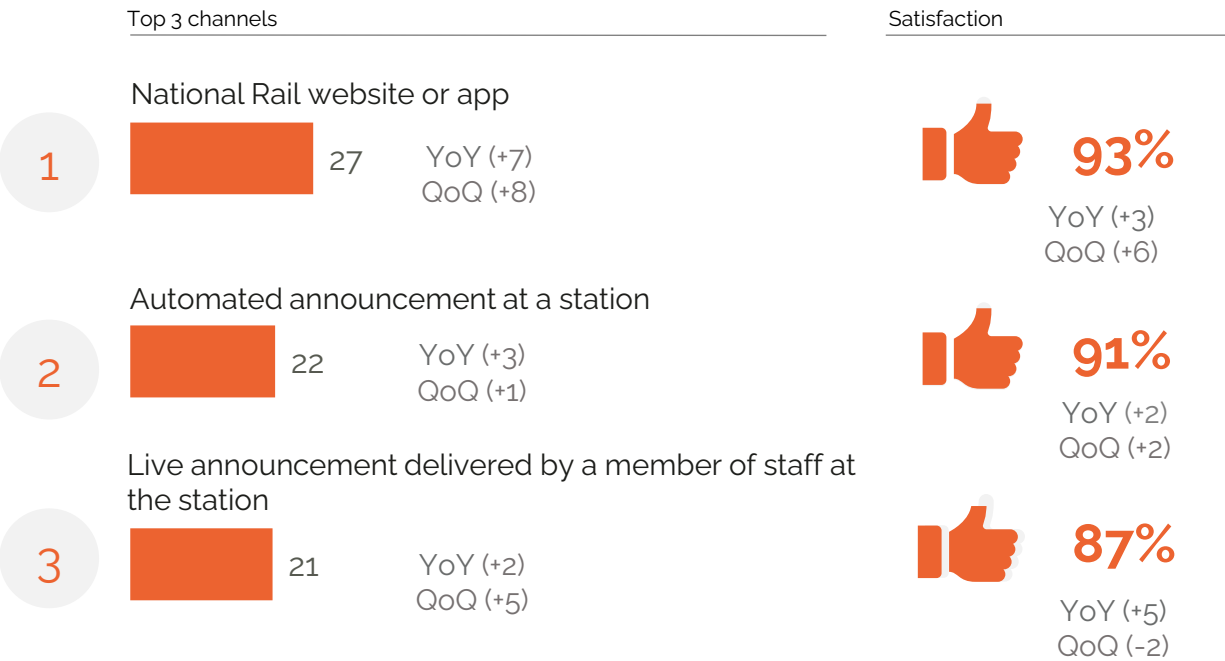 Top 3 channels
Satisfaction
1
National Rail website or app
27
YoY (+7)
QoQ (+8)
93%
YoY (+3)
QoQ (+6)
2
Automated announcement at a station
22
YoY (+3)
QoQ (+1)
91%
YoY (+2)
QoQ (+2)
3
Live announcement delivered by a member of staff at
the station
21
YoY (+2)
QoQ (+5)
87%
YoY (+5)
QoQ (-2)